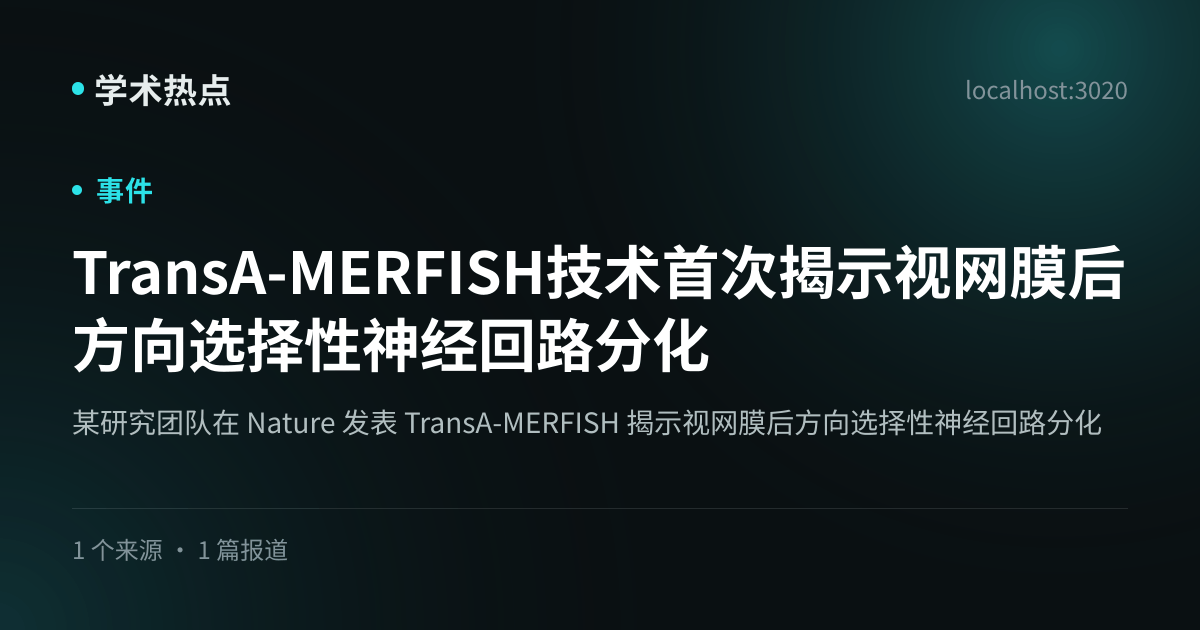 学术热点
localhost:3020
事件
TransA-MERFISH技术首次揭示视网膜后
方向选择性神经回路分化
某研究团队在 Nature 发表 TransA-MERFISH 揭示视网膜后方向选择性神经回路分化
1 个来源 · 1 篇报道